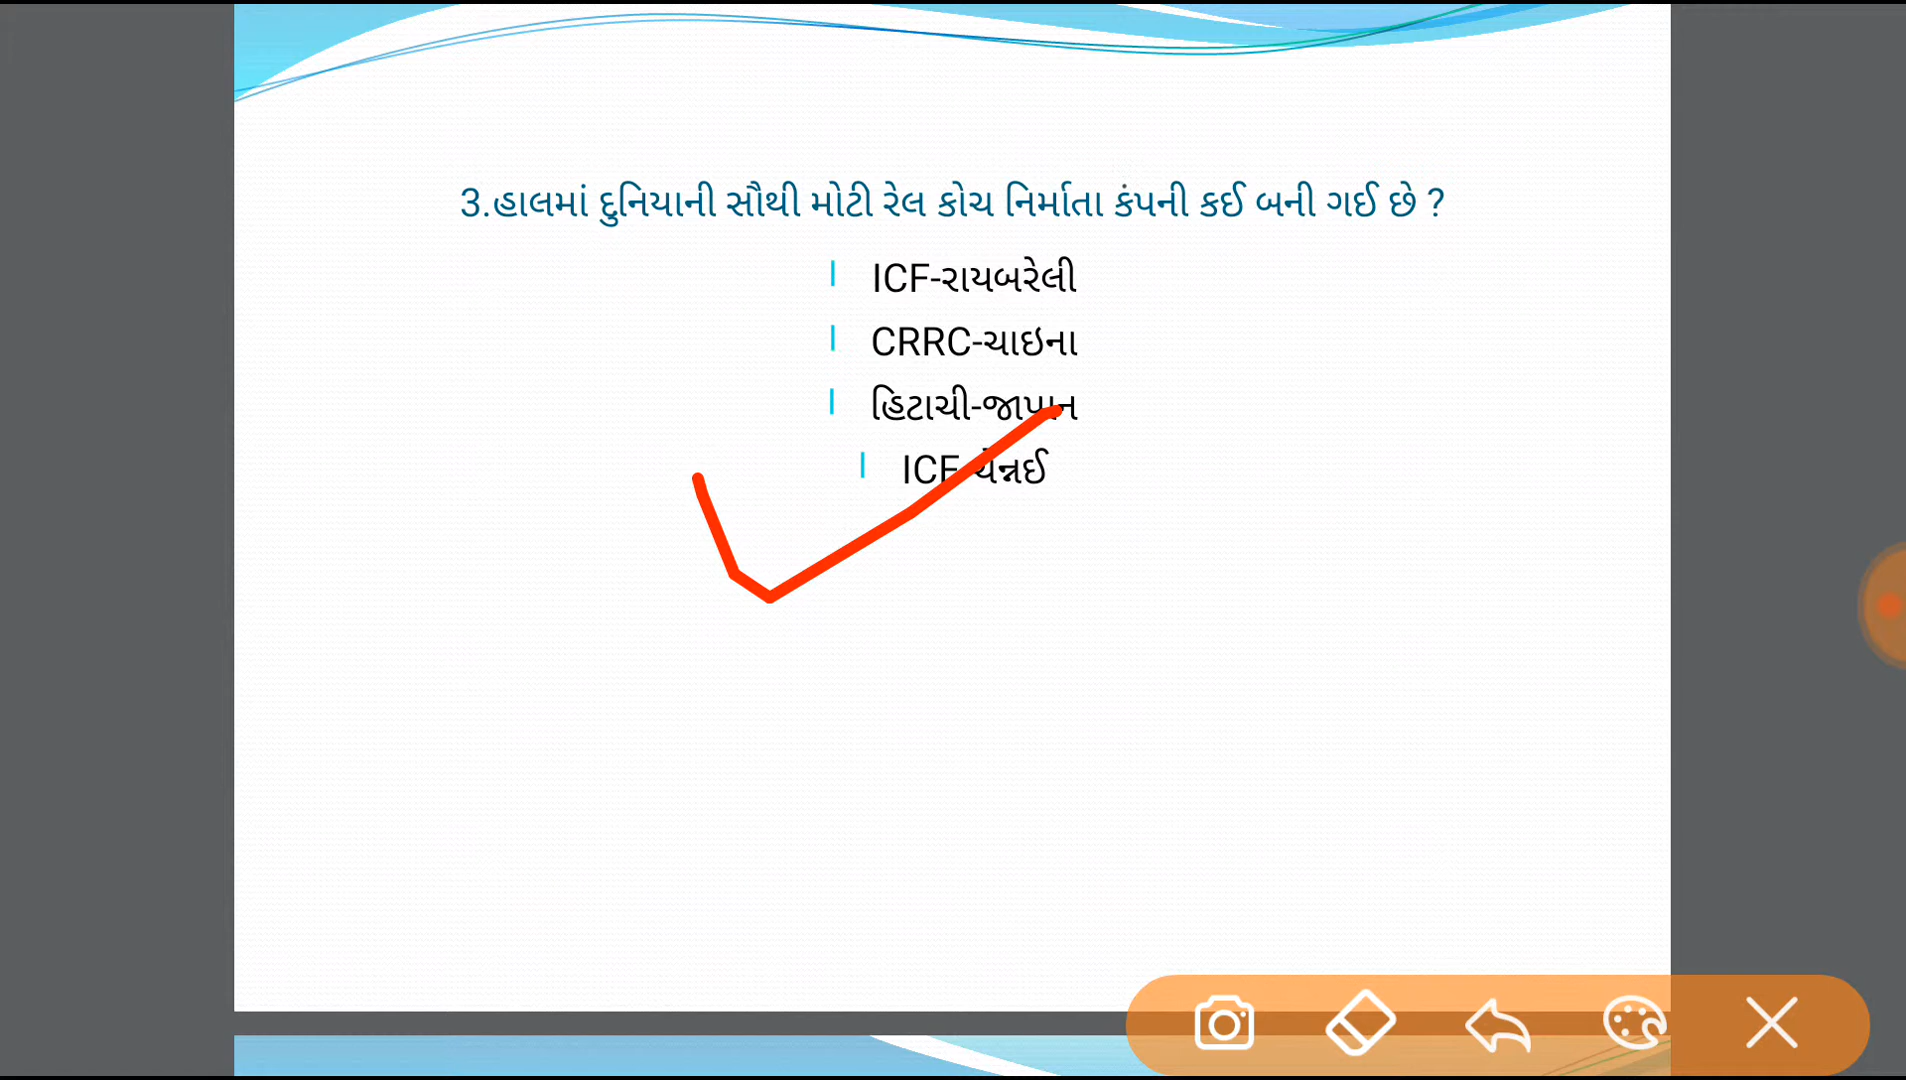 3.હાલમાં દુનિયાની સૌથી મોટી રેલ કોચ નિર્માતા કંપની કઈ બની ગઈ છે ?
ICF-રાયબરેલી
CRRC-ચાઇના
હિટાચી-જાપાન
ICF-ચેન્નઈ